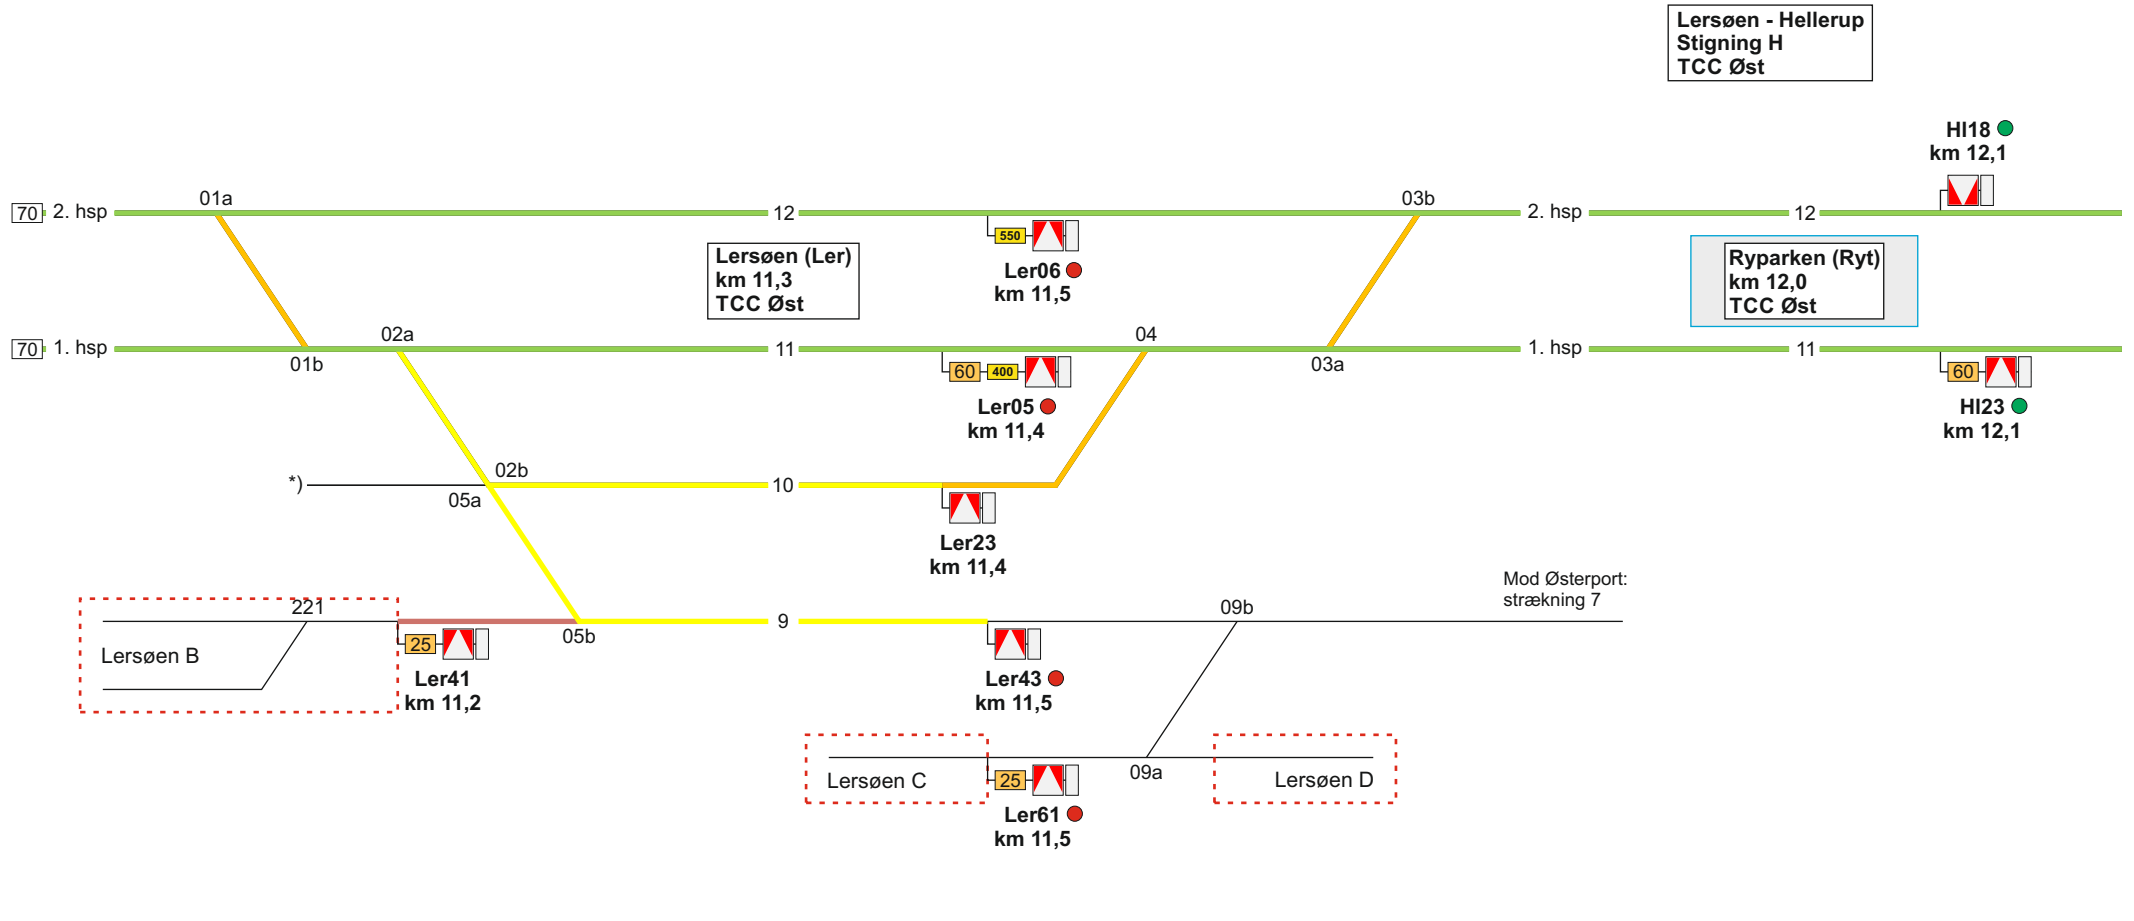 Lersøen - Hellerup
Stigning H
TCC Øst
Hl18
km 12,1
01a
03b
70
2. hsp
12
2. hsp
12
550
Ler06
km 11,5
Lersøen (Ler)
km 11,3
TCC Øst
Ryparken (Ryt)
km 12,0
TCC Øst
02a
04
70
1. hsp
11
1. hsp
11
01b
03a
60
400
Ler05
km 11,4
60
Hl23
km 12,1
02b
*)
10
05a
Ler23
km 11,4
Mod Østerport:
strækning 7
221
9
09b
05b
Lersøen B
25
Ler41
km 11,2
Ler43
km 11,5
09a
Lersøen C
25
Lersøen D
Ler61
km 11,5